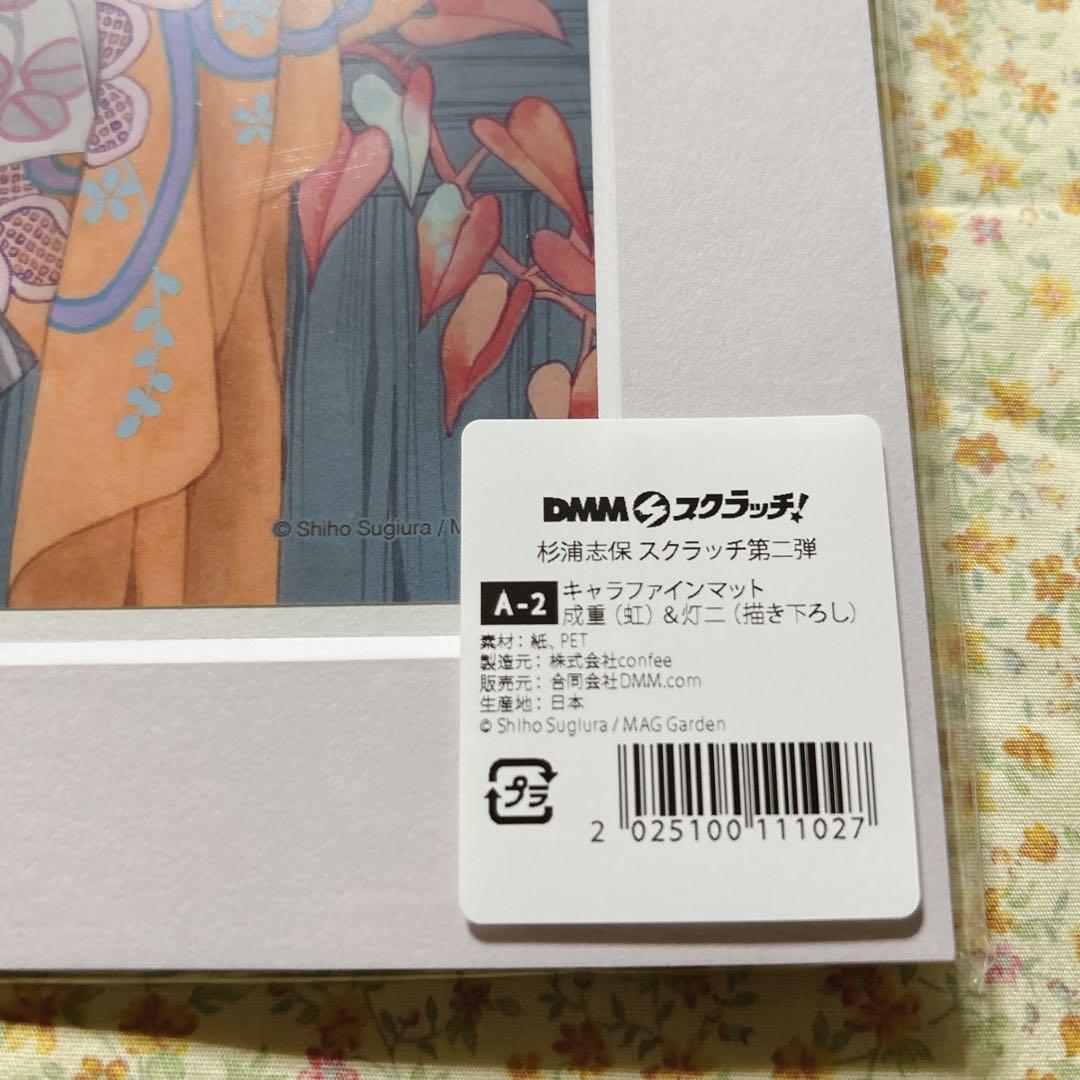 © Shiho Sugiura / M
DMM スクラッチ!
杉浦志保 スクラッチ第二弾
A-2 キャラファインマット
成重（虹）＆灯二（描き下ろし）
素材：紙、PET
製造元：株式会社confee
販売元：合同会社DMM.com
生産地：日本
© Shiho Sugiura / MAG Garden
プラ
2 025100 111027